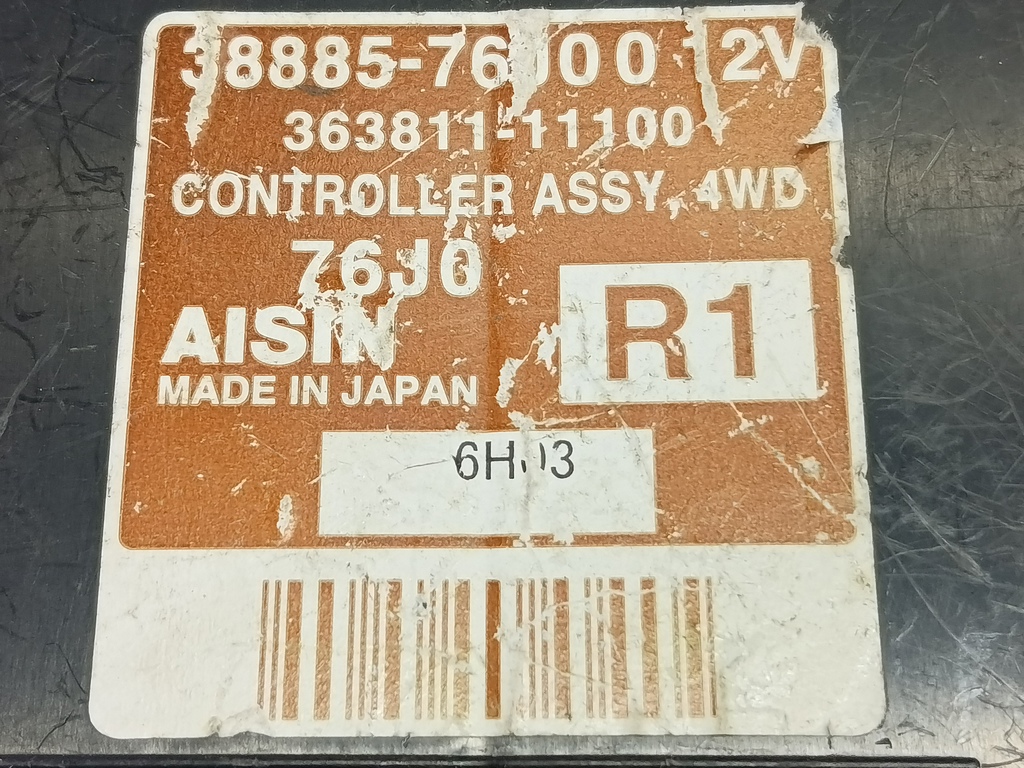 38885-76J00 12V
363811-11100
CONTROLLER ASSY, 4WD
76J0
R1
AISIN
MADE IN JAPAN